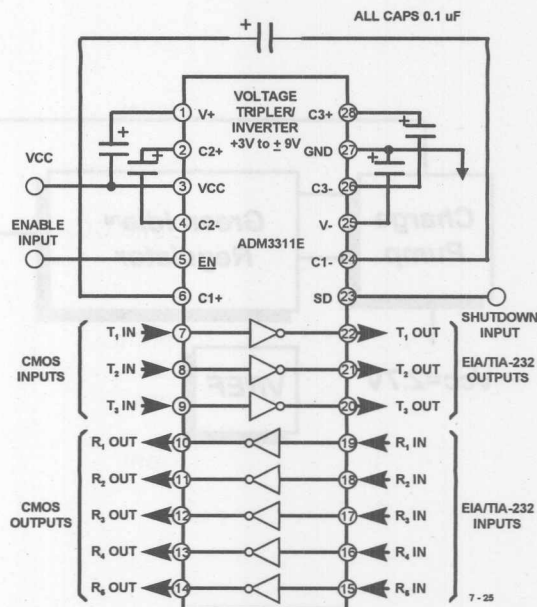 ALL CAPS 0.1 uF
+
VOLTAGE
TRIPLER/
INVERTER
+3V to ± 9V
ADM3311E
+
1 V+
+
2 C2+
VCC
3 VCC
4 C2-
ENABLE
INPUT
5 EN
6 C1+
C3+ 28
+
GND 27
+
C3- 26
V- 25
C1- 24
SD 23
SHUTDOWN
INPUT
CMOS
INPUTS
T1 IN 7 22 T1 OUT
T2 IN 8 21 T2 OUT
T3 IN 9 20 T3 OUT
EIA/TIA-232
OUTPUTS
CMOS
OUTPUTS
R1 OUT 10 19 R1 IN
R2 OUT 11 18 R2 IN
R3 OUT 12 17 R3 IN
R4 OUT 13 16 R4 IN
R5 OUT 14 15 R5 IN
EIA/TIA-232
INPUTS
7 - 25
Charge
Pump
VREF